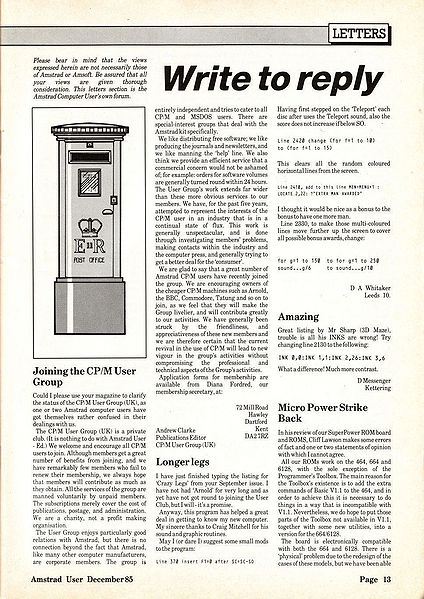 LETTERS
Please bear in mind that the views
expressed herein are not necessarily those
of Amstrad or Amsoft. Be assured that all
your views are given thorough
consideration. This letters section is the
Amstrad Computer User's own forum.
Write to reply
E II R
POST OFFICE
Joining the CP/M User
Group
Could I please use your magazine to clarify
the status of the CP/M User Group (UK), as
one or two Amstrad computer users have
got themselves rather confused in their
dealings with us.
The CP/M User Group (UK) is a private
club. (It is nothing to do with Amstrad User
- Ed.) We welcome and encourage all CP/M
users to join. Although members get a great
number of benefits from joining, and we
have remarkably few members who fail to
renew their membership, we always hope
that members will contribute as much as
they obtain. All the services of the group are
manned voluntarily by unpaid members.
The subscriptions merely cover the cost of
publications, postage, and administration.
We are a charity, not a profit making
organisation.
The User Group enjoys particularly good
relations with Amstrad, but there is no
connection beyond the fact that Amstrad,
like many other computer manufacturers,
are corporate members. The group is
entirely independent and tries to cater to all
CP/M and MSDOS users. There are
special-interest groups that deal with the
Amstrad kit specifically.
We like distributing free software; we like
producing the journals and newsletters, and
we like manning the 'help' line. We also
think we provide an efficient service that a
commercial concern would not be ashamed
of; for example: orders for software volumes
are generally turned round within 24 hours.
The User Group's work extends far wider
than these more obvious services to our
members. We have, for the past five years,
attempted to represent the interests of the
CP/M user in an industry that is in a
continual state of flux. This work is
generally unspectacular, and is done
through investigating members' problems,
making contacts within the industry and
the computer press, and generally trying to
get a better deal for the 'consumer'.
We are glad to say that a great number of
Amstrad CP/M users have recently joined
the group. We are encouraging owners of
the cheaper CP/M machines such as Arnold,
the BBC, Commodore, Tatung and so on to
join, as we feel that they will make the
Group livelier, and will contribute greatly
to our activities. We have generally been
struck by the friendliness, and
appreciativeness of these new members and
we are therefore certain that the current
revival in the use of CP/M will lead to new
vigour in the group's activities without
compromising the professional and
technical aspects of the Group's activities.
Application forms for membership are
available from Diana Fordred, our
membership secretary, at:
72 Mill Road
Hawley
Dartford
Kent
DA2 7RZ
Andrew Clarke
Publications Editor
CP/M User Group (UK)
Longer legs
I have just finished typing the listing for
'Crazy Legs' from your September issue. I
have not had 'Arnold' for very long and as
yet have not got round to joining the User
Club, but I will - it's a promise.
Anyway, this program has helped a great
deal in getting to know my new computer.
My sincere thanks to Craig Mitchell for his
sound and graphic routines.
May I (or dare I) suggest some small mods
to the program:
Having first stepped on the 'Teleport' each
disc after uses the Teleport sound, also the
score does not increase if below 50.
Line 2420 change (for f=1 to 10)
to (for f=1 to 15)
This clears all the random coloured
horizontal lines from the screen.
I thought it would be nice as a bonus to the
bonus to have one more man.
Line 2330, to make those multi-coloured
lines move further up the screen to cover
all possible bonus awards, change:
for g=1 to 150 to for g=1 to 250
sound...g/6 to sound...g/10
D A Whitaker
Leeds 10.
Amazing
Great listing by Mr Sharp (3D Maze),
trouble is all his INKS are wrong! Try
changing line 2130 to the following:
INK 0,0:INK 1,1:INK 2,26:INK 3,6
What a difference! Much more contrast.
D Messenger
Kettering
Micro Power Strike
Back
In his review of our SuperPower ROM board
and ROMS, Cliff Lawson makes some errors
of fact and one or two statements of opinion
with which I cannot agree.
All our ROMs work on the 464, 664 and
6128, with the sole exception of the
Programmer's Toolbox. The main reason for
the Toolbox's existence is to add the extra
commands of Basic V1.1 to the 464, and in
order to achieve this it is necessary to do
things in a way that is incompatible with
V1.1. Nevertheless, we do hope to put those
parts of the Toolbox not available in V1.1,
together with some new utilities, into a
version for the 664/6128.
The board is electronically compatible
with both the 664 and 6128. There is a
problem (also due to the redesign of the
cases of these models, but we have been able
Amstrad User December 85
Page 13